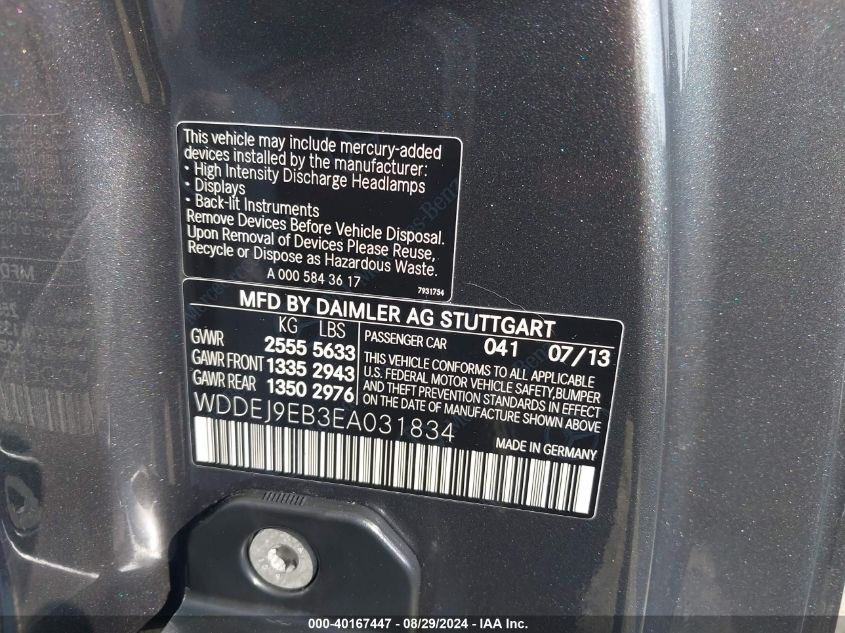 This vehicle may include mercury-added
devices installed by the manufacturer:
• High Intensity Discharge Headlamps
• Displays
• Back-lit Instruments
Remove Devices Before Vehicle Disposal.
Upon Removal of Devices Please Reuse,
Recycle or Dispose as Hazardous Waste.
A 000 584 36 17
7931754
MFD BY DAIMLER AG STUTTGART
KG LBS
GVWR 2555 5633
GAWR FRONT 1335 2943
GAWR REAR 1350 2976
PASSENGER CAR 041 07/13
THIS VEHICLE CONFORMS TO ALL APPLICABLE
U.S. FEDERAL MOTOR VEHICLE SAFETY, BUMPER
AND THEFT PREVENTION STANDARDS IN EFFECT
ON THE DATE OF MANUFACTURE SHOWN ABOVE
WDDEJ9EB3EA031834
MADE IN GERMANY
000-40167447 - 08/29/2024 - IAA Inc.